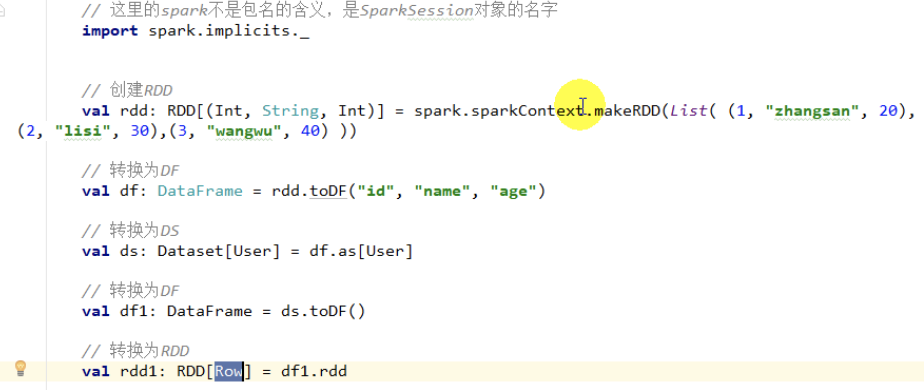 // 这里的spark不是包名的含义，是SparkSession对象的名字
import spark.implicits._
// 创建RDD
val rdd: RDD[(Int, String, Int)] = spark.sparkContext.makeRDD(List( (1, "zhangsan", 20),
(2, "lisi", 30),(3, "wangwu", 40) ))
// 转换为DF
val df: DataFrame = rdd.toDF("id", "name", "age")
// 转换为DS
val ds: Dataset[User] = df.as[User]
// 转换为DF
val df1: DataFrame = ds.toDF()
// 转换为RDD
val rdd1: RDD[Row] = df1.rdd